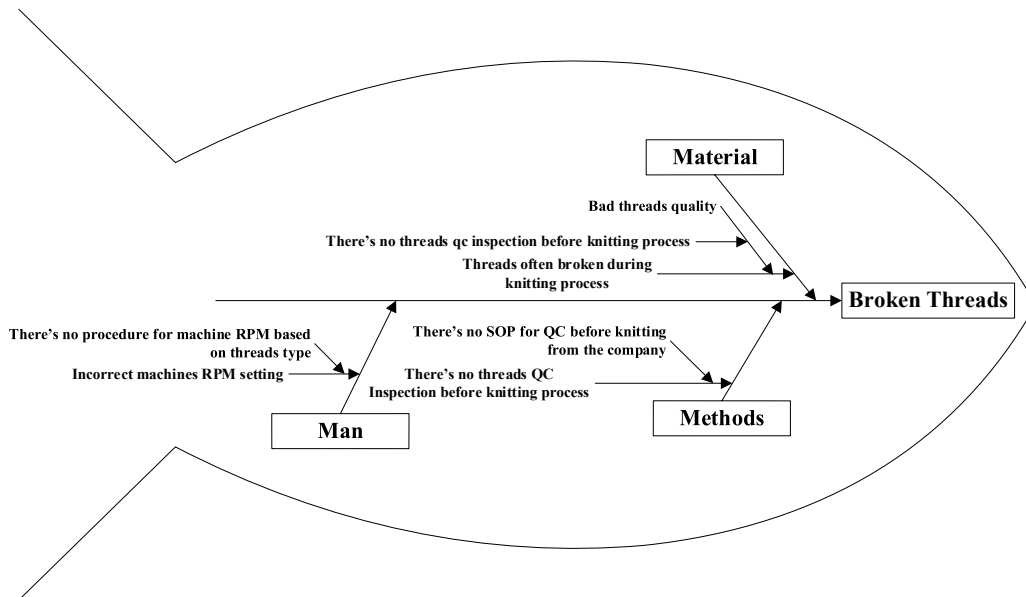 Material
Bad threads quality
There's no threads qc inspection before knitting process
Threads often broken during
knitting process
Broken Threads
There's no procedure for machine RPM based
on threads type
Incorrect machines RPM setting
Man
There's no SOP for QC before knitting
from the company
There's no threads QC
Inspection before knitting process
Methods